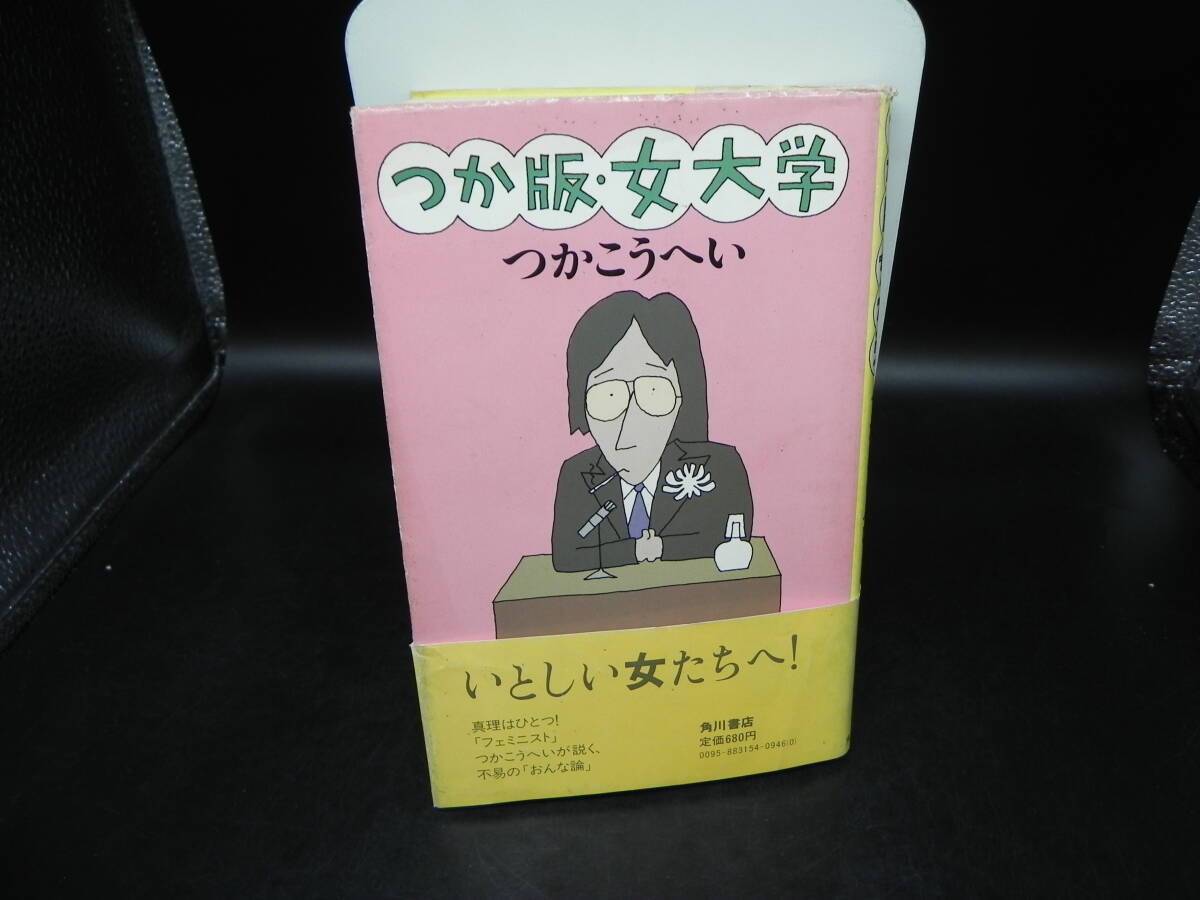 つか版・女大学
つかこうへい
いとしい女たちへ!
真理はひとつ!
「フェミニスト」
つかこうへいが説く、
不易の「おんな論」
角川書店
定価680円
0095-883154-0946(0)